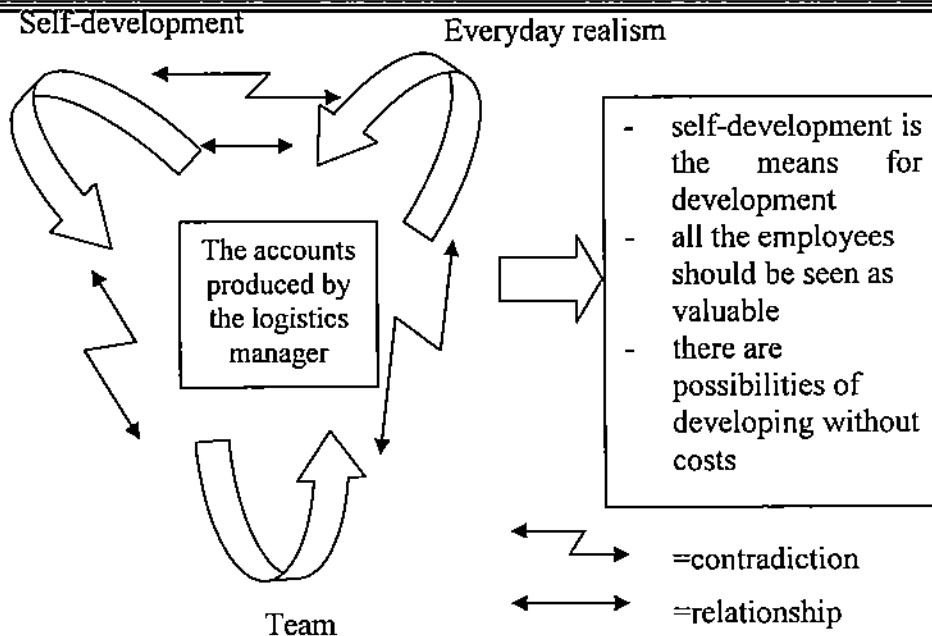 Self-development
Everyday realism
The accounts
produced by
the logistics
manager
- self-development is
the means for
development
- all the employees
should be seen as
valuable
- there are
possibilities of
developing without
costs
=contradiction
=relationship
Team